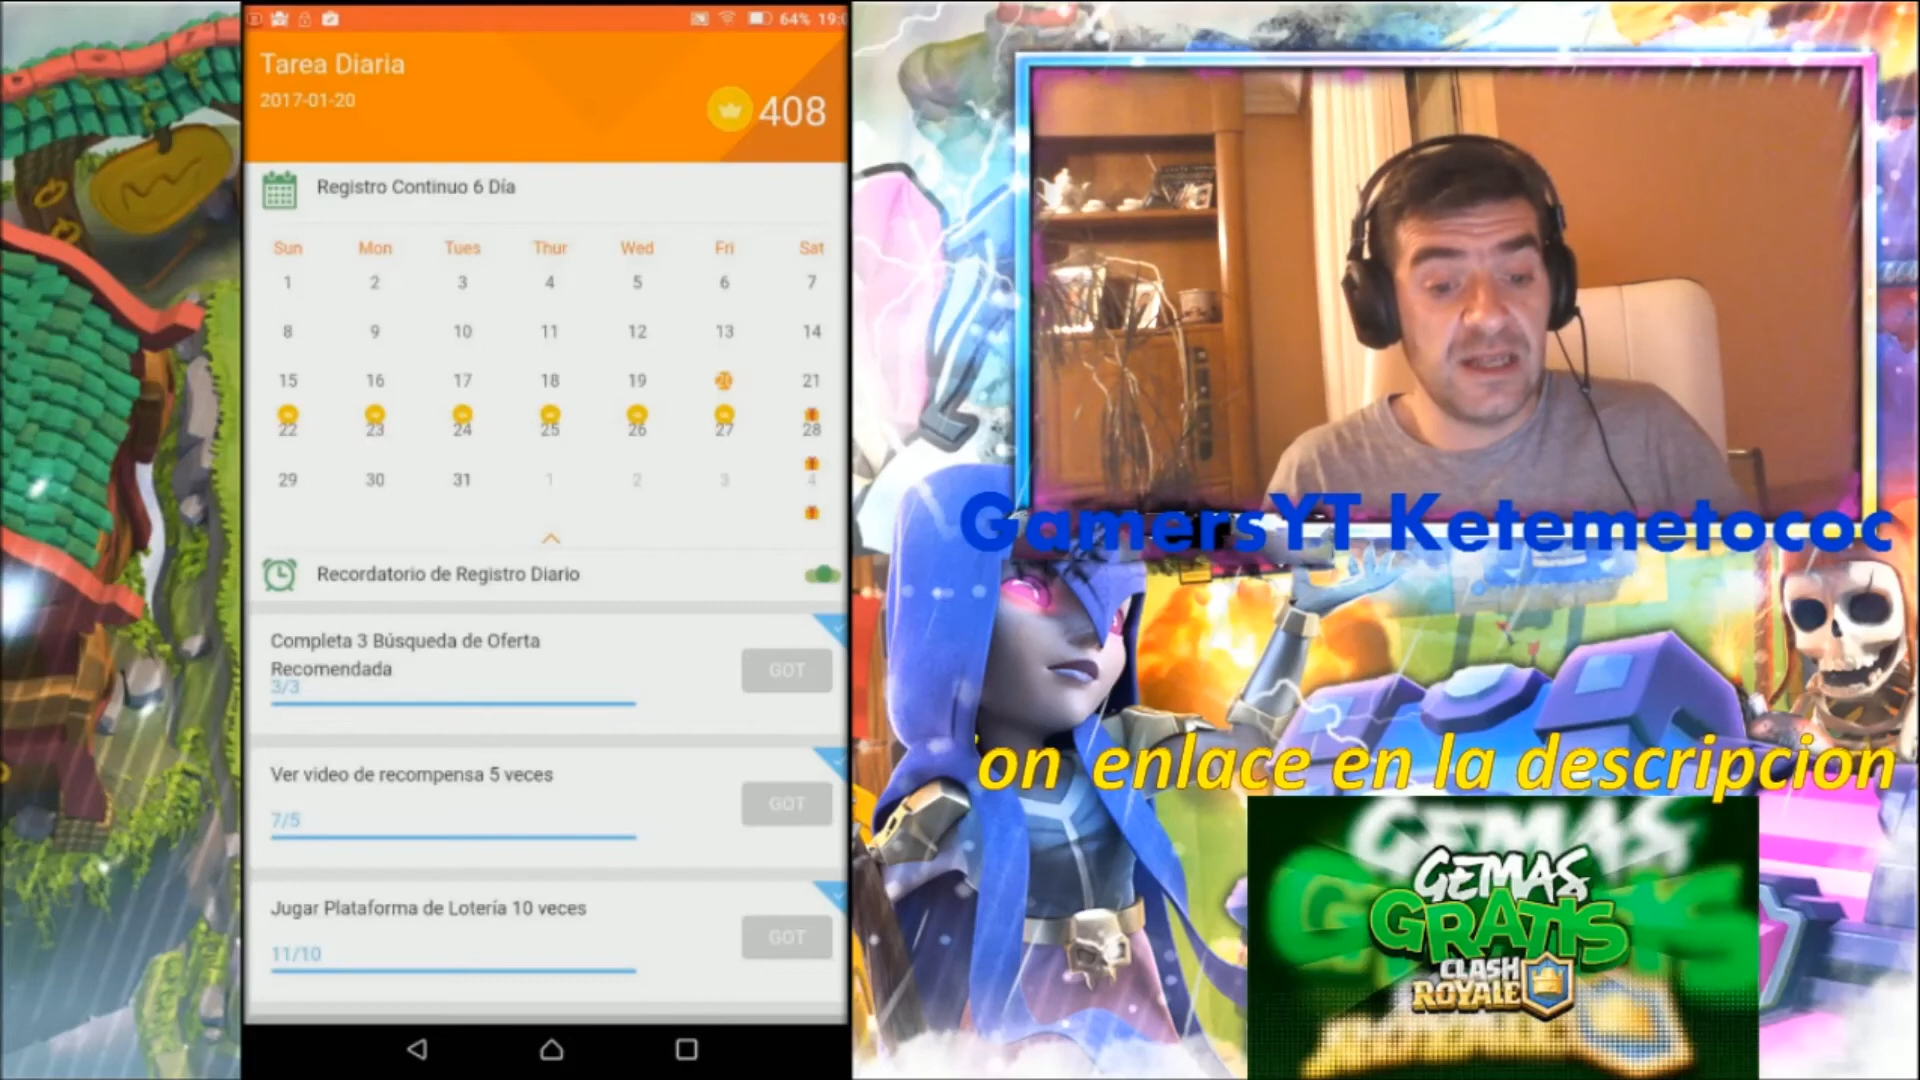 64% 19:0
Tarea Diaria
2017-01-20
408
Registro Continuo 6 Día
Sun Mon Tues Thur Wed Fri Sat
1 2 3 4 5 6 7
8 9 10 11 12 13 14
15 16 17 18 19 20 21
22 23 24 25 26 27 28
29 30 31 1 2 3 4
Recordatorio de Registro Diario
Completa 3 Búsqueda de Oferta
Recomendada
3/3
GOT
Ver video de recompensa 5 veces
7/5
GOT
Jugar Plataforma de Lotería 10 veces
11/10
GOT
GamersYT Ketemetococ
on enlace en la descripcion
GEMAS
GEMAS
GRATIS
CLASH
ROYALE